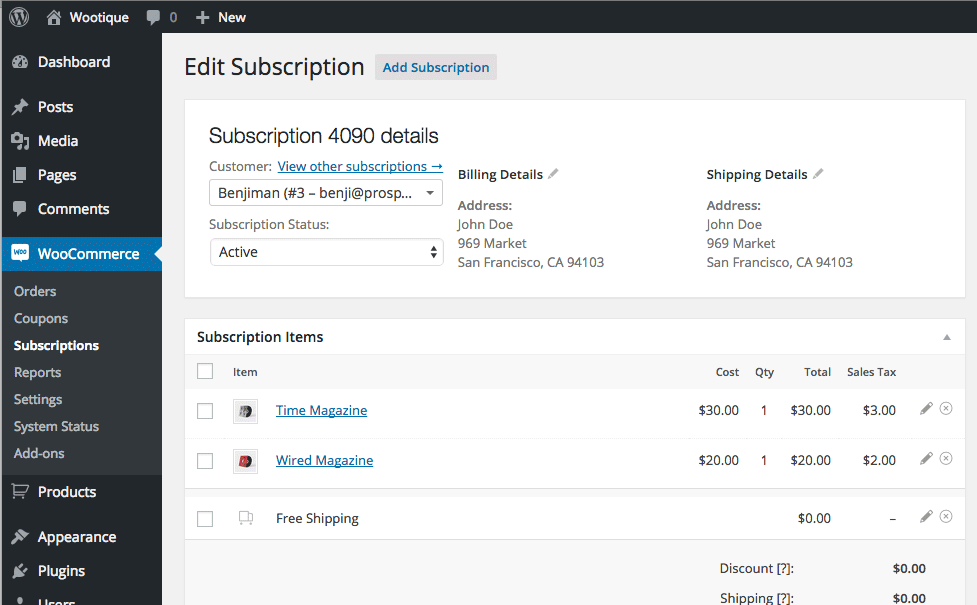 Wootique 0 New
Dashboard
Posts
Media
Pages
Comments
WOO WooCommerce
Orders
Coupons
Subscriptions
Reports
Settings
System Status
Add-ons
Products
Appearance
Plugins
Users
Edit Subscription Add Subscription
Subscription 4090 details
Customer: View other subscriptions →
Benjiman (#3 – benji@prosp...
Subscription Status:
Active
Billing Details
Address:
John Doe
969 Market
San Francisco, CA 94103
Shipping Details
Address:
John Doe
969 Market
San Francisco, CA 94103
Subscription Items
Item Cost Qty Total Sales Tax
Time Magazine $30.00 1 $30.00 $3.00
Wired Magazine $20.00 1 $20.00 $2.00
Free Shipping $0.00 –
Discount [?]: $0.00
Shipping [?]: $0.00